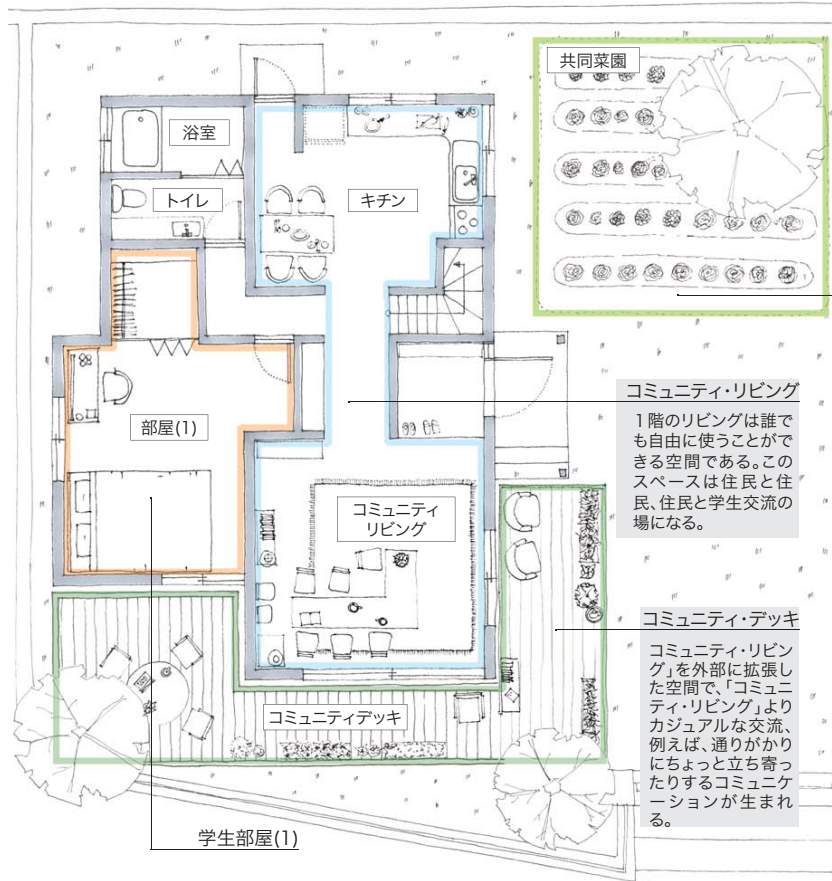 共同菜園
浴室
トイレ
キチン
コミュニティ・リビング
1階のリビングは誰で
も自由に使うことがで
きる空間である。この
スペースは住民と住
民、住民と学生交流の
場になる。
部屋(1)
コミュニティ
リビング
コミュニティ・デッキ
コミュニティ・リビン
グ」を外部に拡張し
た空間で、「コミュニ
ティ・リビング」より
カジュアルな交流、
例えば、通りがかり
にちょっと立ち寄っ
たりするコミュニケ
ーションが生まれ
る。
コミュニティデッキ
学生部屋(1)